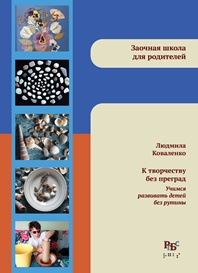 Заочная школа
для родителей
Людмила
Коваленко
К творчеству
без преград
Учимся
развивать детей
без рутины